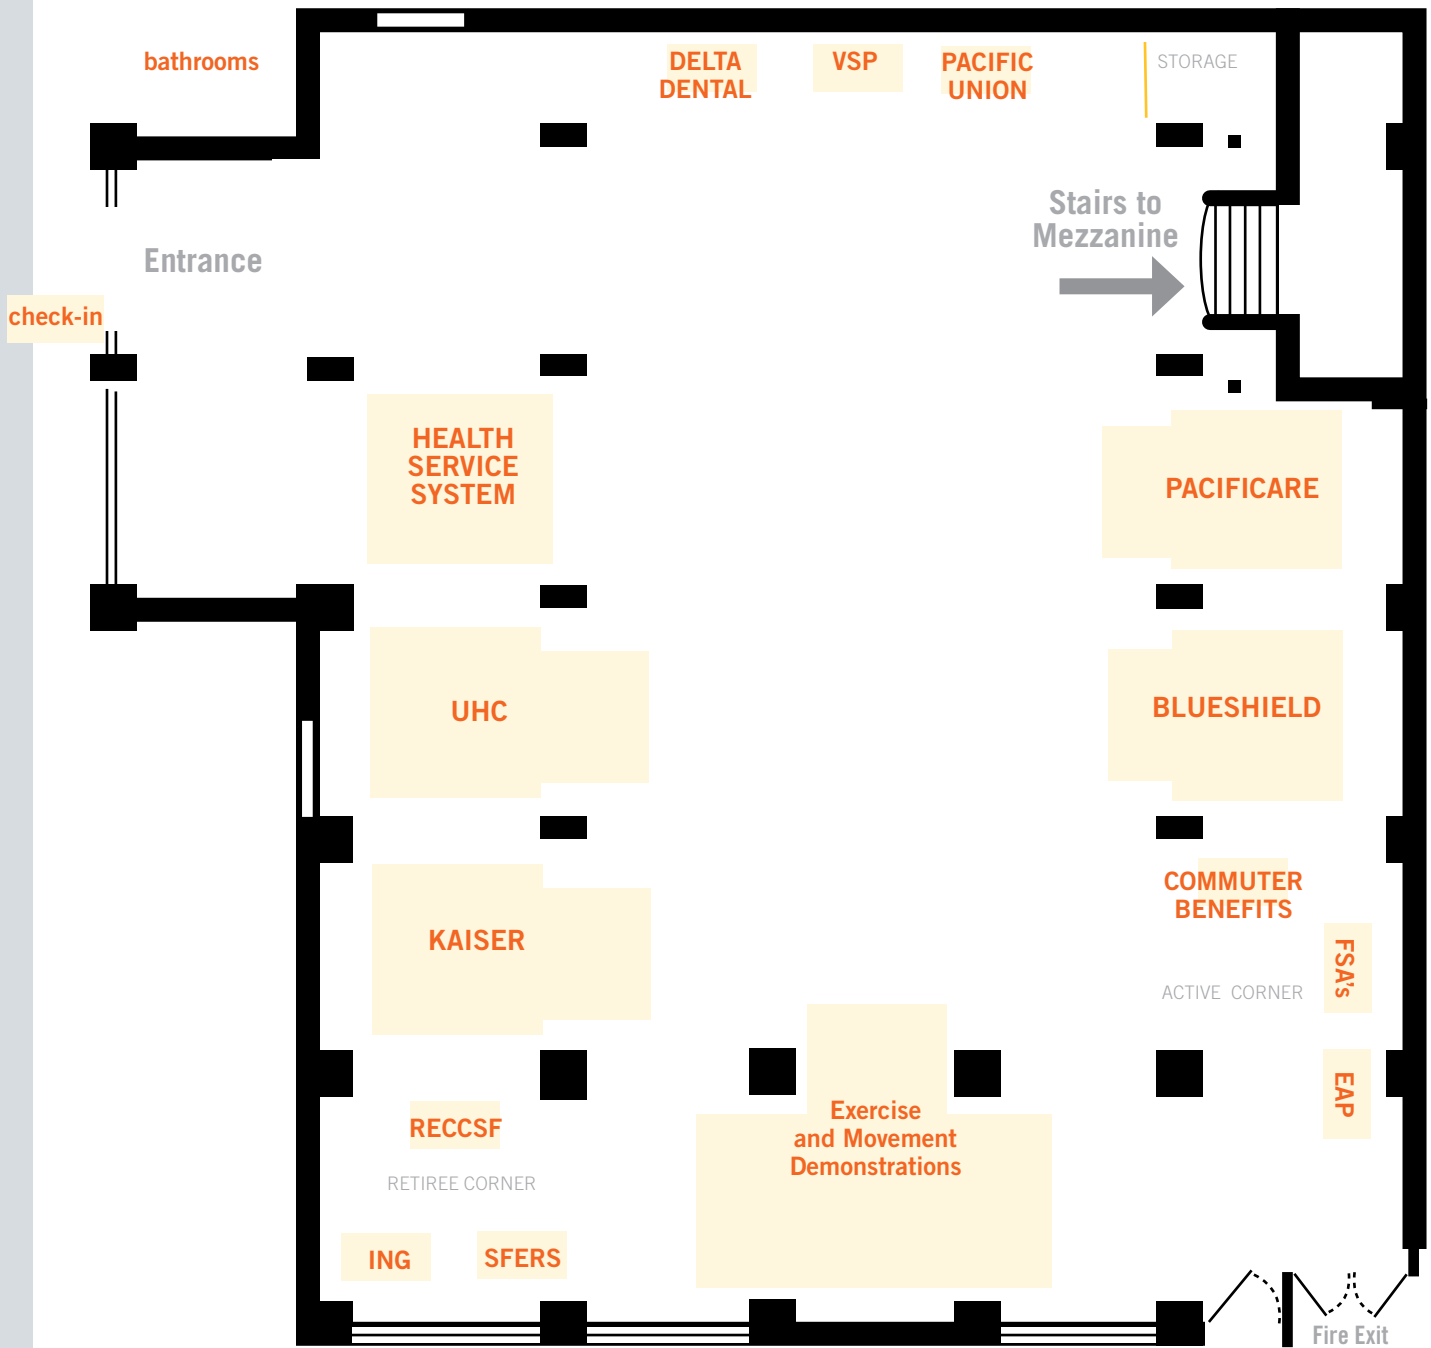 bathrooms
DELTA
DENTAL
VSP
PACIFIC
UNION
STORAGE
Stairs to
Mezzanine
Entrance
check-in
HEALTH
SERVICE
SYSTEM
PACIFICARE
UHC
BLUESHIELD
COMMUTER
BENEFITS
KAISER
FSA's
ACTIVE CORNER
EAP
Exercise
and Movement
Demonstrations
RECCSF
RETIREE CORNER
ING
SFERS
Fire Exit